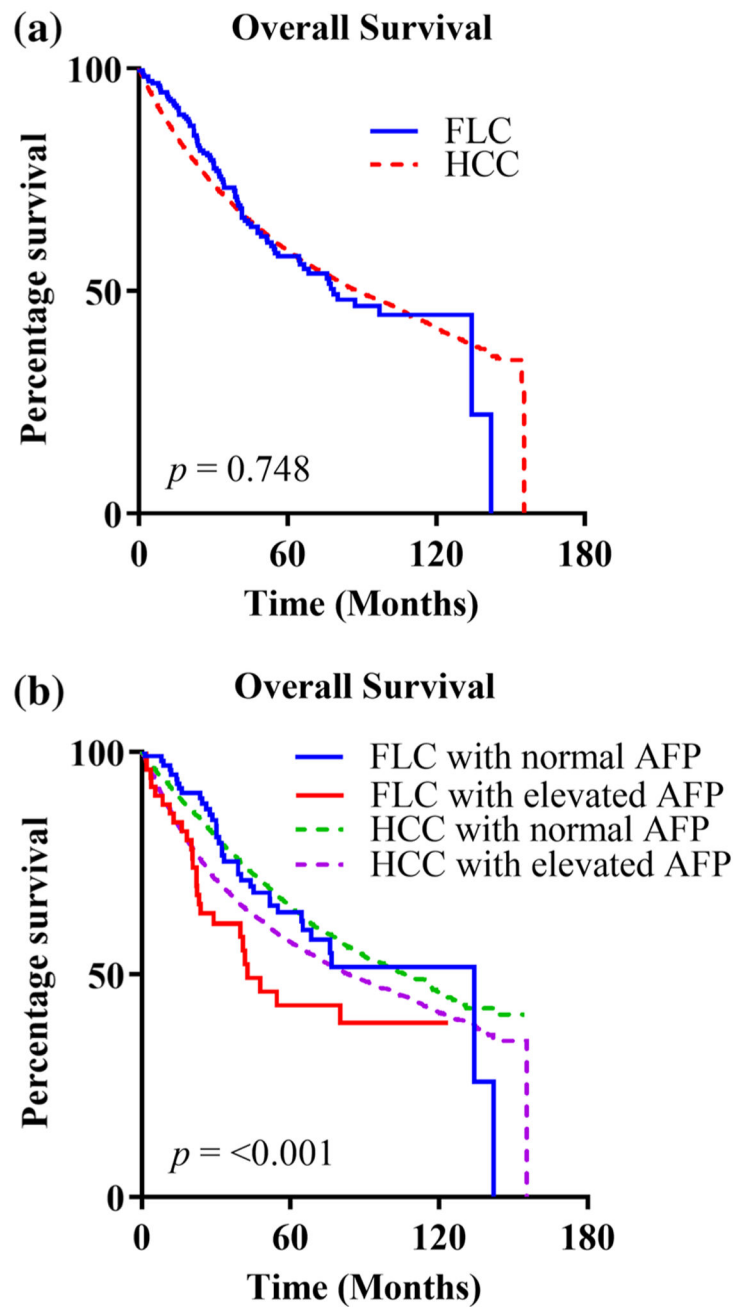 (a)
Overall Survival
Percentage survival
100
50
0
FLC
HCC
p = 0.748
0 60 120 180
Time (Months)
(b)
Overall Survival
Percentage survival
100
50
0
FLC with normal AFP
FLC with elevated AFP
HCC with normal AFP
HCC with elevated AFP
p = <0.001
0 60 120 180
Time (Months)